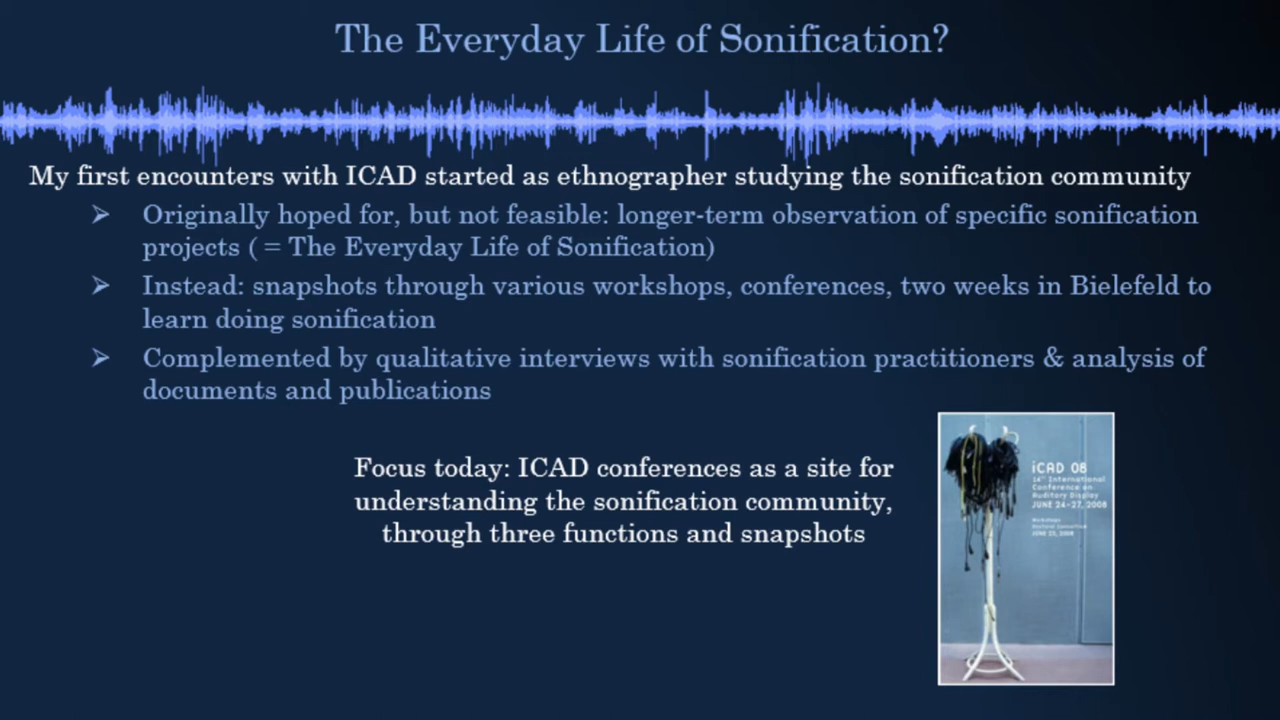 The Everyday Life of Sonification?
My first encounters with ICAD started as ethnographer studying the sonification community
➤ Originally hoped for, but not feasible: longer-term observation of specific sonification
projects ( = The Everyday Life of Sonification)
➤ Instead: snapshots through various workshops, conferences, two weeks in Bielefeld to
learn doing sonification
➤ Complemented by qualitative interviews with sonification practitioners & analysis of
documents and publications
Focus today: ICAD conferences as a site for
understanding the sonification community,
through three functions and snapshots
iCAD 08
14th International
Conference on
Auditory Display
JUNE 24-27, 2008
Workshops
JUNE 23, 2008